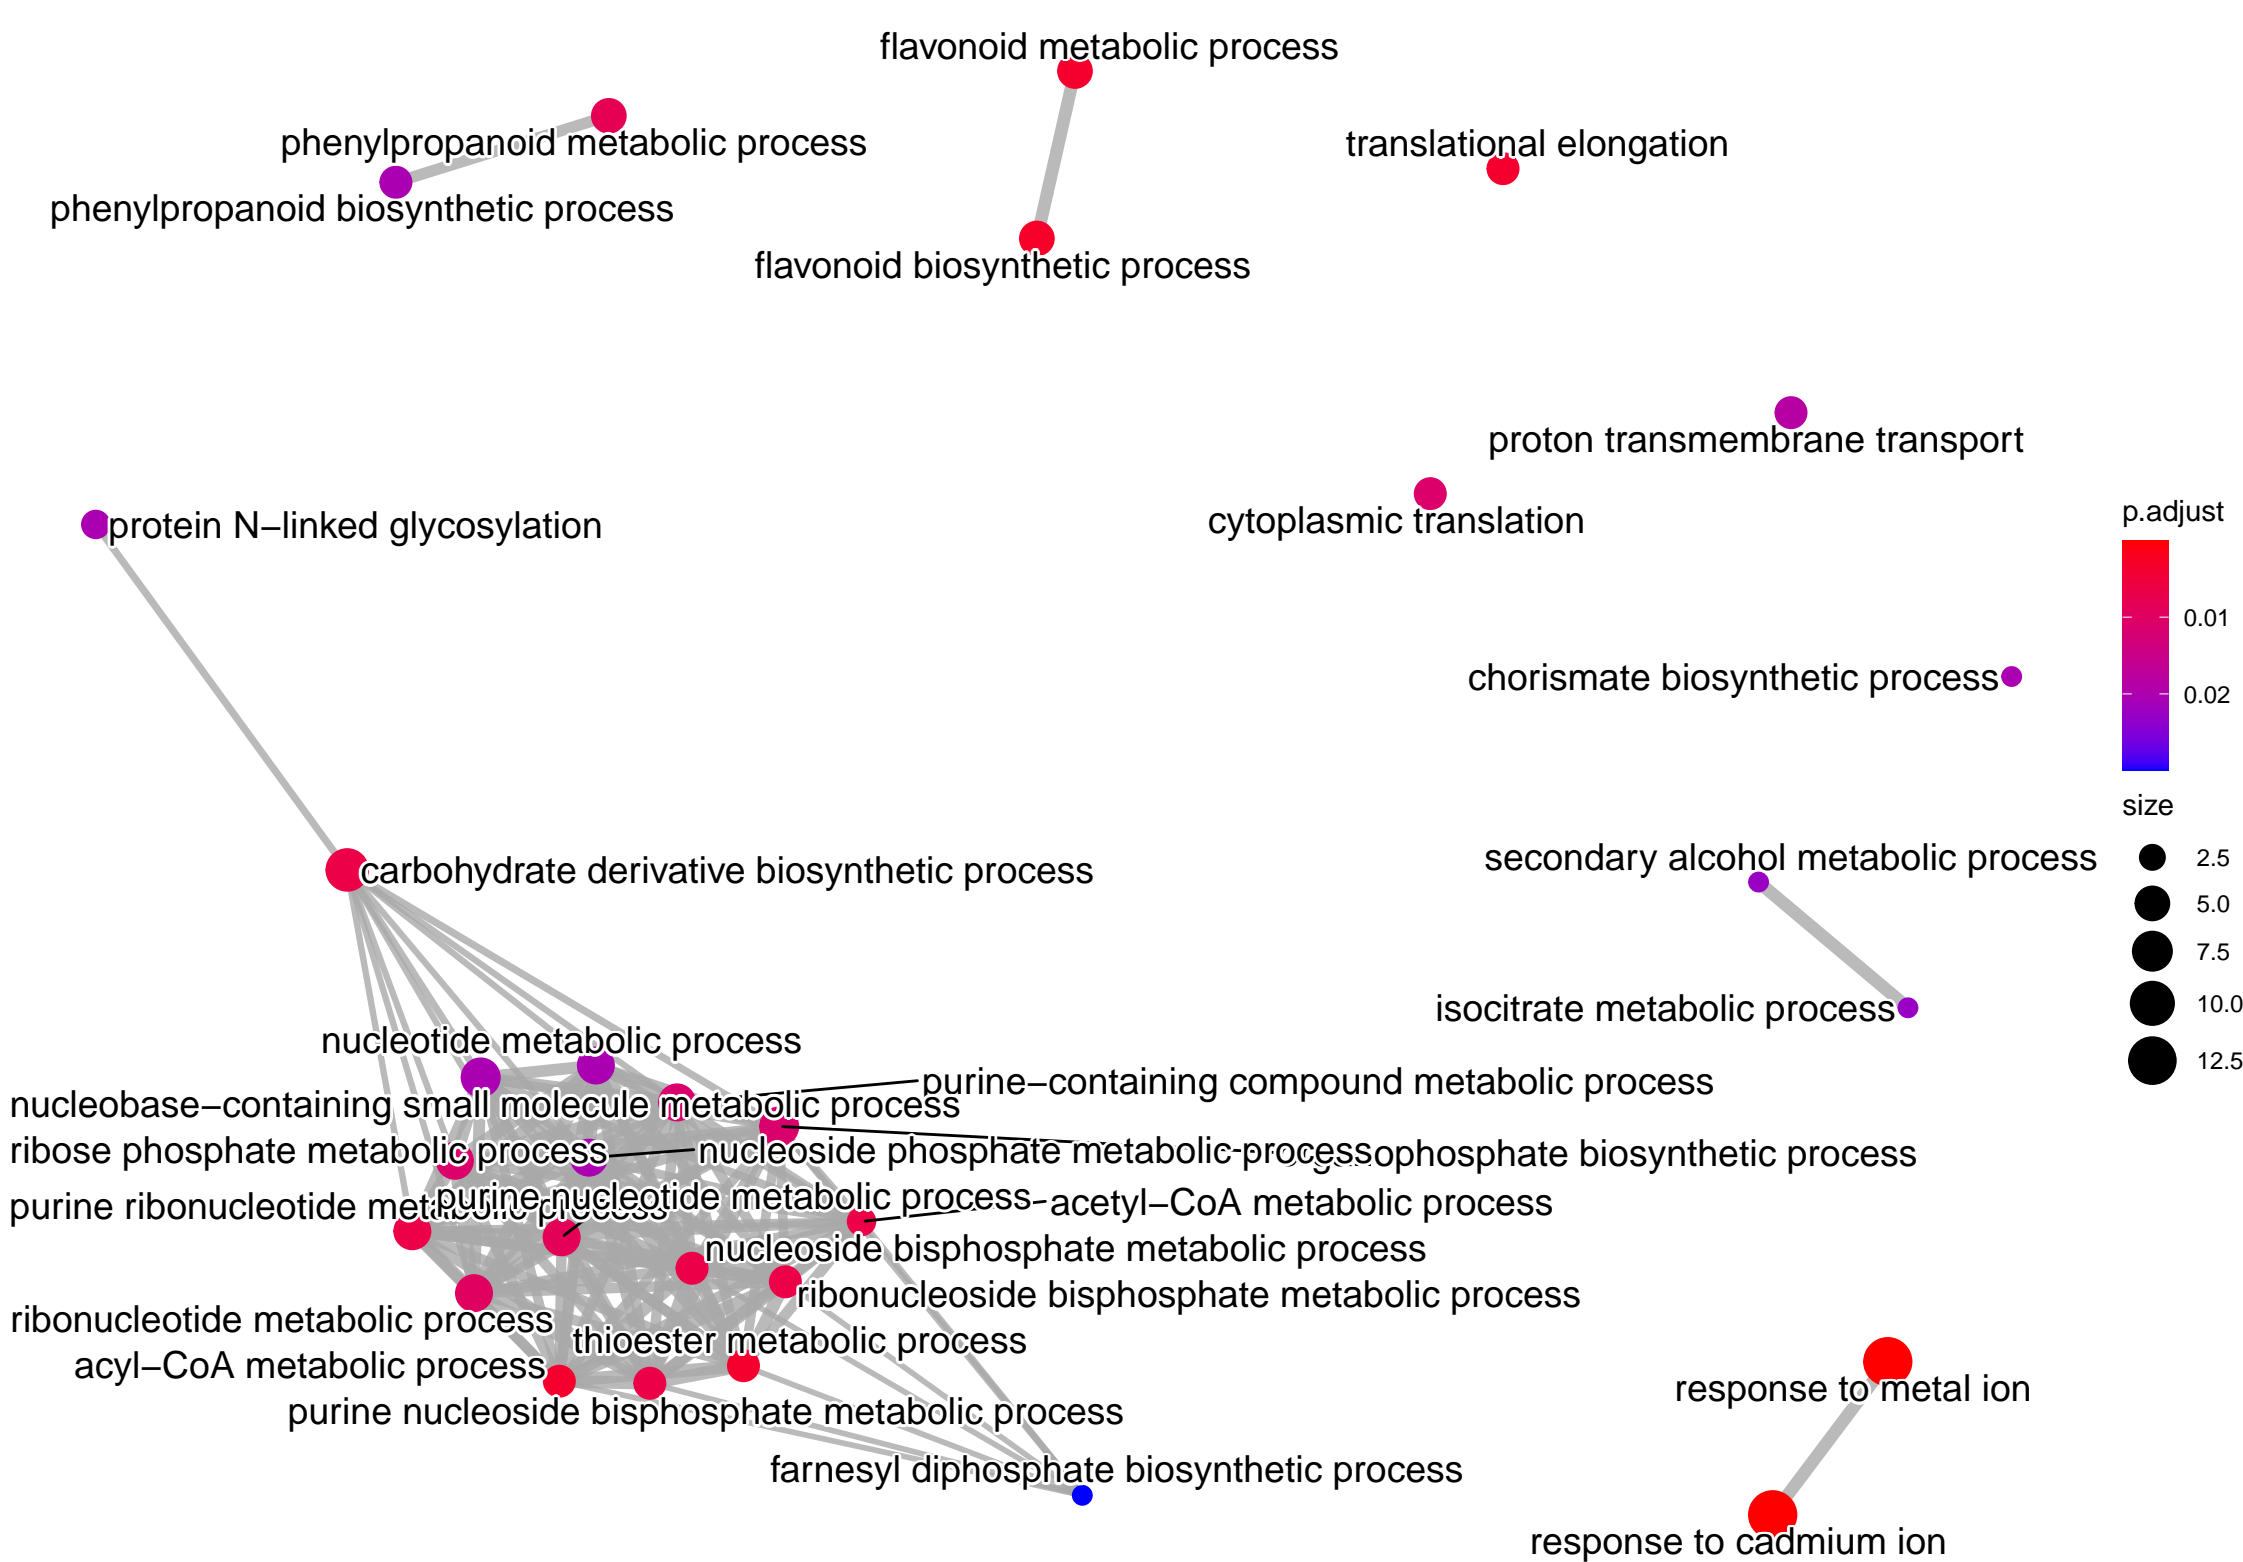 flavonoid metabolic process
phenylpropanoid metabolic process
translational elongation
phenylpropanoid biosynthetic process
flavonoid biosynthetic process
proton transmembrane transport
cytoplasmic translation
protein N−linked glycosylation
chorismate biosynthetic process
secondary alcohol metabolic process
carbohydrate derivative biosynthetic process
isocitrate metabolic process
nucleotide metabolic process
purine−containing compound metabolic process
nucleobase−containing small molecule metabolic process
ribose phosphate metabolic process
nucleoside phosphate metabolic process
biosynthetic process
purine ribonucleotide metabolic process
purine nucleotide metabolic process
acetyl−CoA metabolic process
nucleoside bisphosphate metabolic process
ribonucleoside bisphosphate metabolic process
ribonucleotide metabolic process
thioester metabolic process
acyl−CoA metabolic process
purine nucleoside bisphosphate metabolic process
response to metal ion
farnesyl diphosphate biosynthetic process
response to cadmium ion
p.adjust
0.01
0.02
size
2.5
5.0
7.5
10.0
12.5